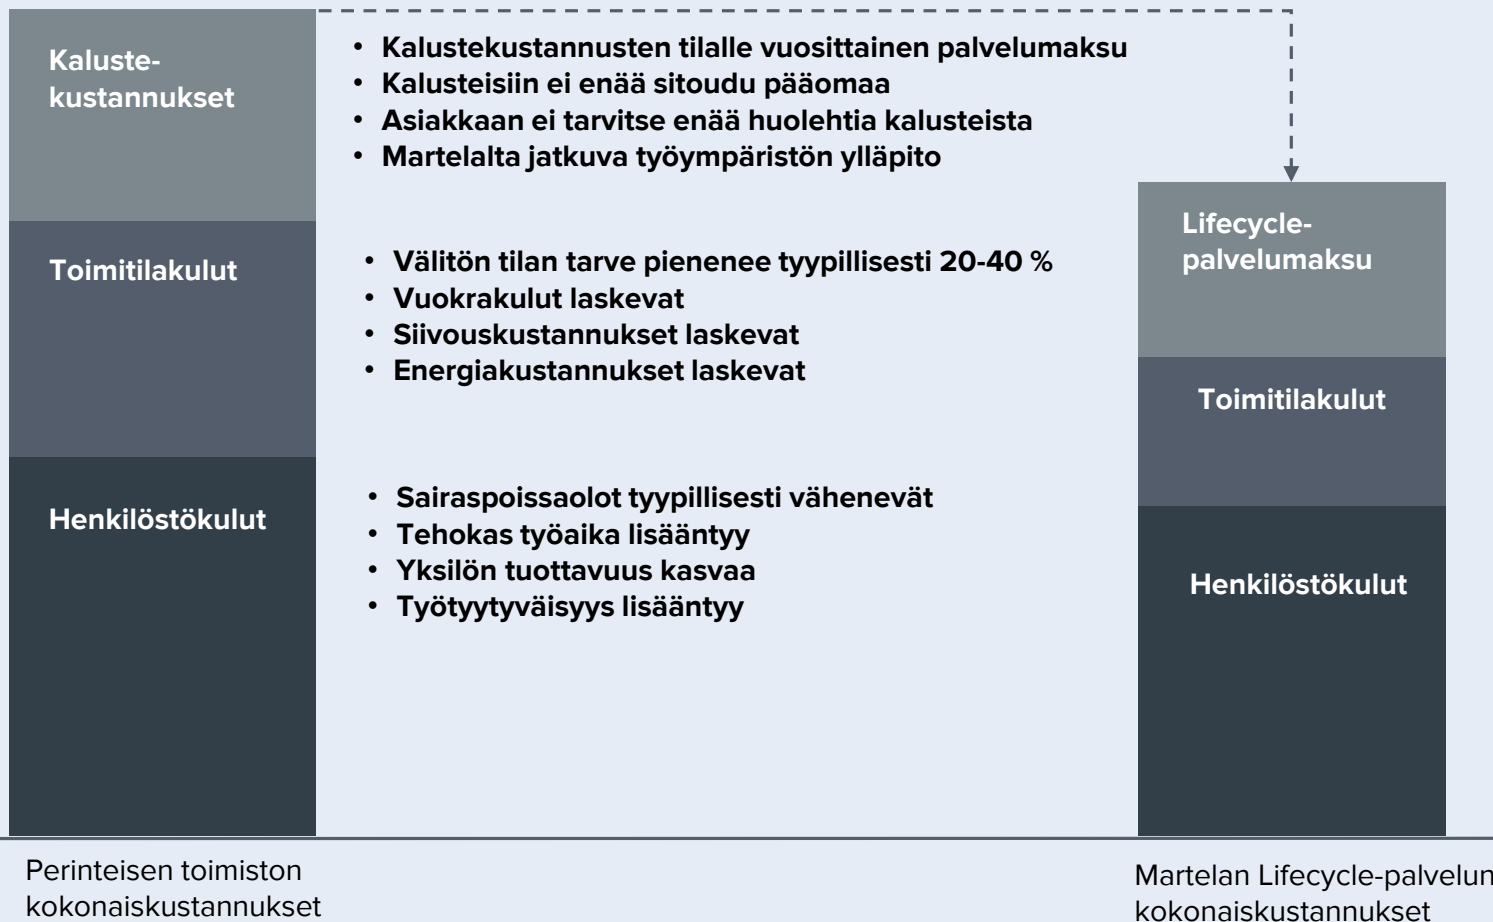 Kaluste-
kustannukset
• Kalustekustannusten tilalle vuosittainen palvelumaksu
• Kalusteisiin ei enää sitoudu pääomaa
• Asiakkaan ei tarvitse enää huolehtia kalusteista
• Martelalta jatkuva työympäristön ylläpito
Lifecycle-
palvelumaksu
Toimitilakulut
• Välitön tilan tarve pienenee tyypillisesti 20-40 %
• Vuokrakulut laskevat
• Siivouskustannukset laskevat
• Energiakustannukset laskevat
Toimitilakulut
Henkilöstökulut
• Sairaspoissaolot tyypillisesti vähenevät
• Tehokas työaika lisääntyy
• Yksilön tuottavuus kasvaa
• Työtyytyväisyys lisääntyy
Henkilöstökulut
Perinteisen toimiston
kokonaiskustannukset
Martelan Lifecycle-palvelun
kokonaiskustannukset